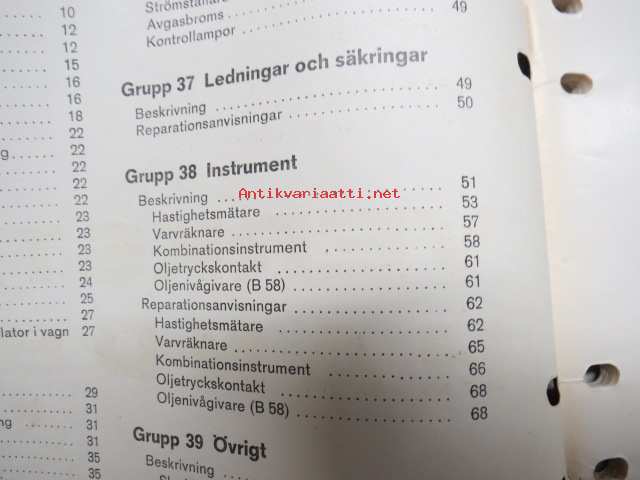 10
12
12
15
16
16
18
22
22
22
22
22
23
23
23
23
24
25
27
lator i vagn 27
29
31
31
31
35
35
Avgasbroms
Kontrollampor 49
Grupp 37 Ledningar och säkringar
Beskrivning 49
Reparationsanvisningar 50
Grupp 38 Instrument
Beskrivning 51
Hastighetsmätare 53
Varvräknare 57
Kombinationsinstrument 58
Oljetryckskontakt 61
Oljenivågivare (B 58) 61
Reparationsanvisningar 62
Hastighetsmätare 62
Varvräknare 65
Kombinationsinstrument 66
Oljetryckskontakt 68
Oljenivågivare (B 58) 68
Grupp 39 Övrigt
Beskrivning
Antikvariaatti.net